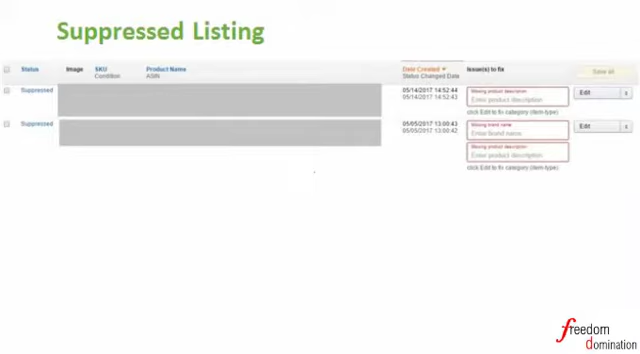 Suppressed Listing
Status Image SKU Product Name Date Created Issue(s) to fix Save all
Condition ASIN Status Changed Date
Suppressed 05/14/2017 14:52:44 Missing product description Edit
05/14/2017 14:52:43 Enter product description
click Edit to fix category (item-type)
Suppressed 05/05/2017 13:00:43 Missing brand name Edit
05/05/2017 13:00:42 Enter brand name
Missing product description
Enter product description
click Edit to fix category (item-type)
freedom
domination